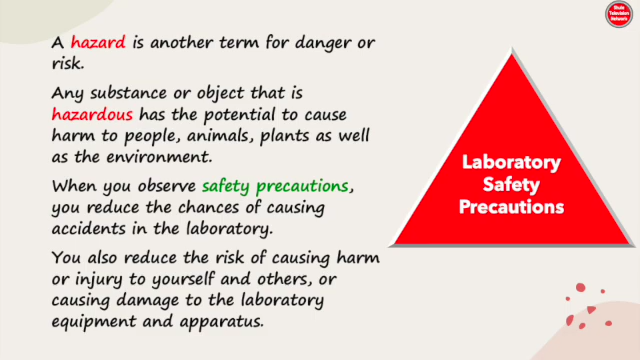 Skule
Television
Network
A hazard is another term for danger or
risk.
Any substance or object that is
hazardous has the potential to cause
harm to people, animals, plants as well
as the environment.
When you observe safety precautions,
you reduce the chances of causing
accidents in the laboratory.
You also reduce the risk of causing harm
or injury to yourself and others, or
causing damage to the laboratory
equipment and apparatus.
Laboratory
Safety
Precautions